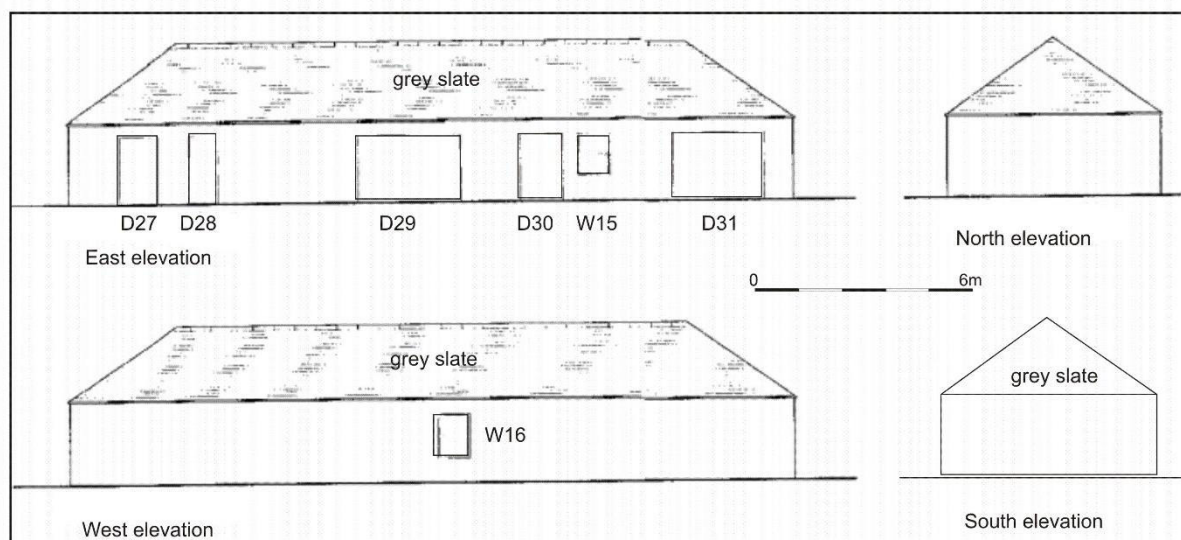 grey slate
D27 D28 D29 D30 W15 D31
East elevation
North elevation
0 6m
grey slate
W16
West elevation
grey slate
South elevation